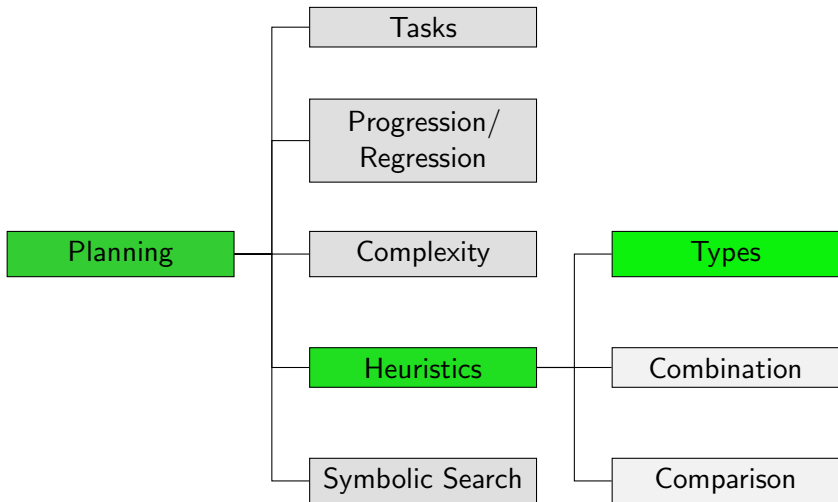 Tasks
Progression/
Regression
Planning
Complexity
Types
Heuristics
Combination
Symbolic Search
Comparison